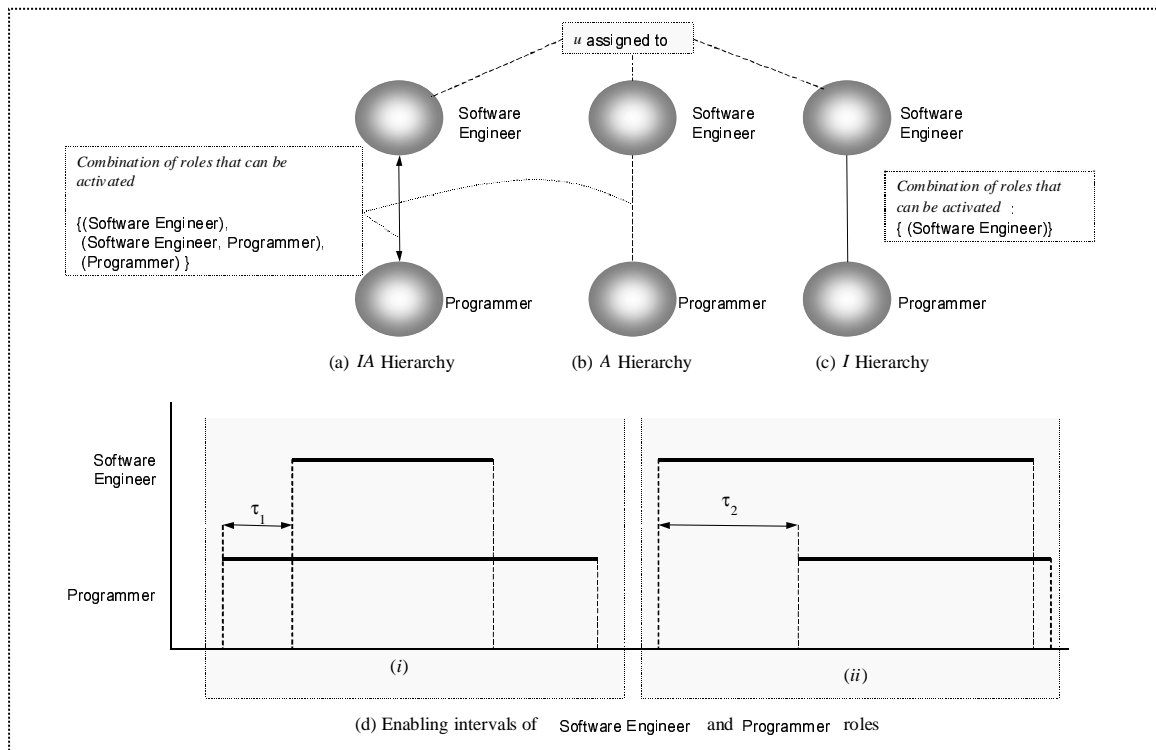 u assigned to
Software
Engineer
Software
Engineer
Software
Engineer
Combination of roles that can be
activated
{(Software Engineer),
(Software Engineer, Programmer),
(Programmer) }
Combination of roles that
can be activated :
{ (Software Engineer)}
Programmer
Programmer
Programmer
(a) IA Hierarchy
(b) A Hierarchy
(c) I Hierarchy
Software
Engineer
τ1
τ2
Programmer
(i)
(ii)
(d) Enabling intervals of Software Engineer and Programmer roles